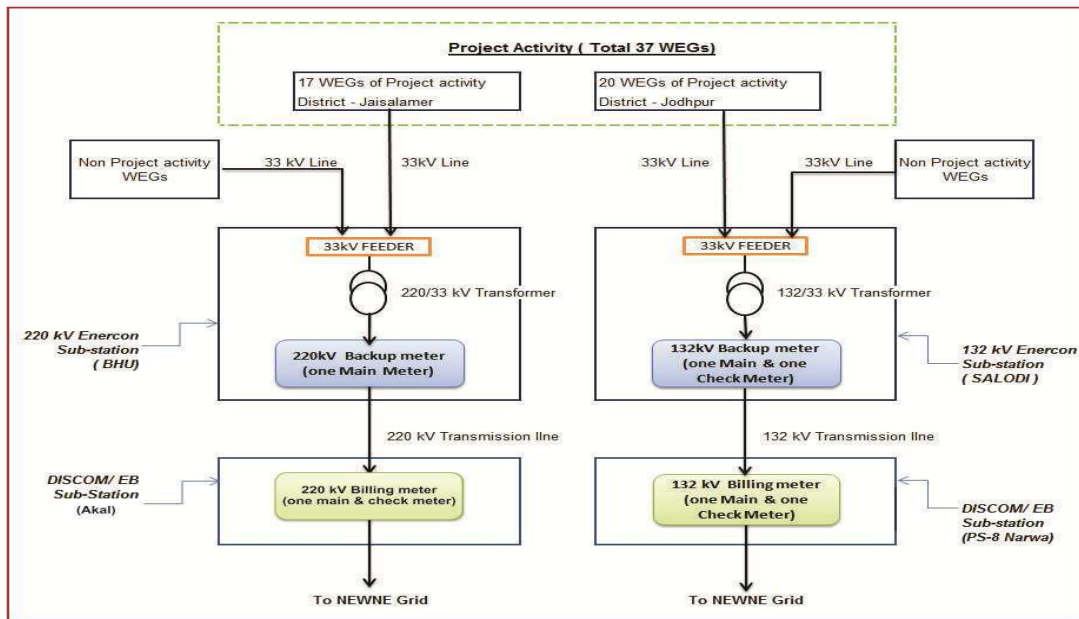 Project Activity ( Total 37 WEGs)
17 WEGs of Project activity
District - Jaisalamer
20 WEGs of Project activity
District - Jodhpur
Non Project activity
WEGs
33 kV Line
33kV Line
33kV Line
33kV Line
Non Project activity
WEGs
33kV FEEDER
33kV FEEDER
220/33 kV Transformer
132/33 kV Transformer
220 kV Enercon
Sub-station
( BHU)
220kV Backup meter
(one Main Meter)
132kV Backup meter
(one Main & one
Check Meter)
132 kV Enercon
Sub-station
( SALODI )
220 kV Transmission lIne
132 kV Transmission lIne
DISCOM/ EB
Sub-Station
(Akal)
220 kV Billing meter
(one main & check meter)
132 kV Billing meter
(one Main & one
Check Meter)
DISCOM/ EB
Sub-station
(PS-8 Narwa)
To NEWNE Grid
To NEWNE Grid